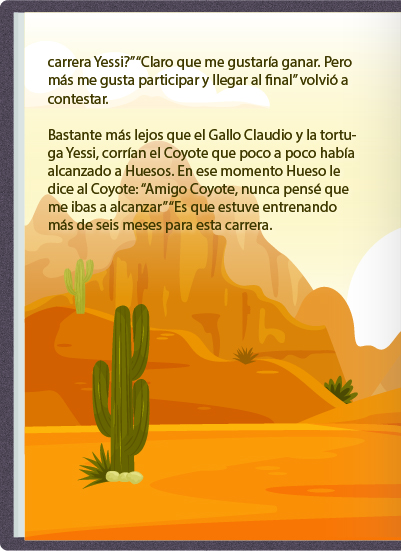 carrera Yessi?” “Claro que me gustaría ganar. Pero
más me gusta participar y llegar al final” volvió a
contestar.
Bastante más lejos que el Gallo Claudio y la tortu-
ga Yessi, corrían el Coyote que poco a poco había
alcanzado a Huesos. En ese momento Hueso le
dice al Coyote: “Amigo Coyote, nunca pensé que
me ibas a alcanzar” “Es que estuve entrenando
más de seis meses para esta carrera.